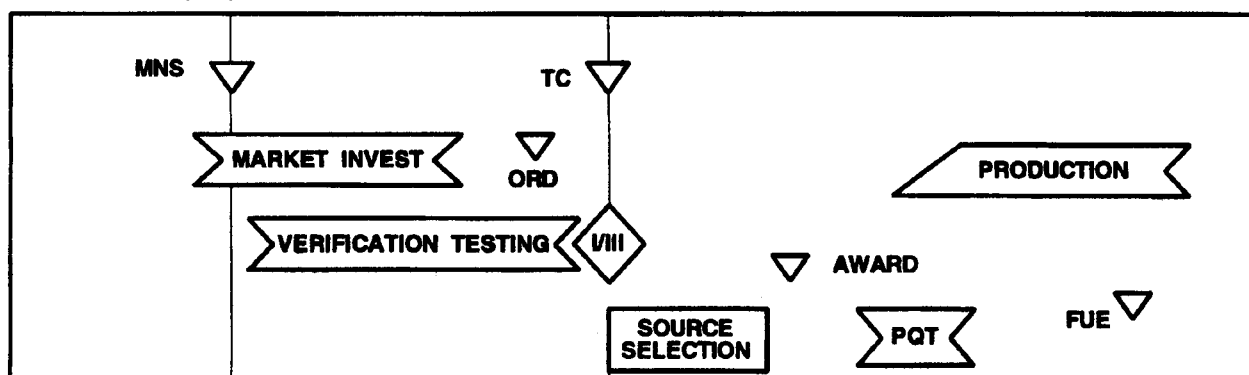 MNS
TC
MARKET INVEST
ORD
PRODUCTION
VERIFICATION TESTING
I/III
AWARD
SOURCE
SELECTION
PQT
FUE